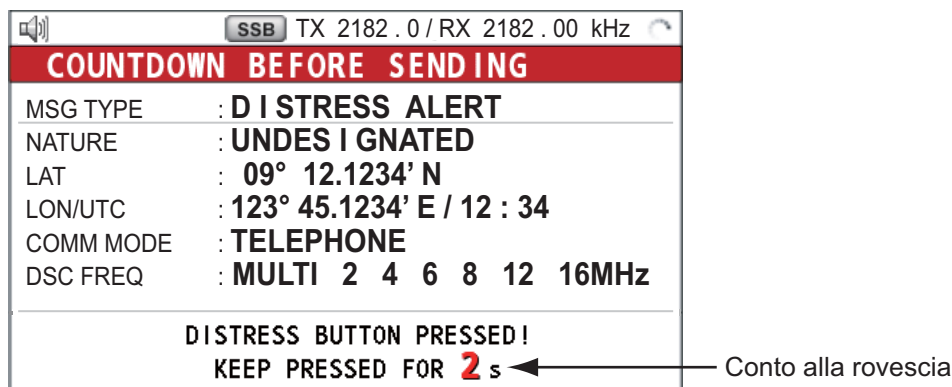 SSB TX 2182.0 / RX 2182.00 kHz
COUNTDOWN BEFORE SENDING
MSG TYPE : DISTRESS ALERT
NATURE : UNDESIGNATED
LAT : 09° 12.1234' N
LON/UTC : 123° 45.1234' E / 12 : 34
COMM MODE : TELEPHONE
DSC FREQ : MULTI 2 4 6 8 12 16MHz
DISTRESS BUTTON PRESSED!
KEEP PRESSED FOR 2 s
Conto alla rovescia